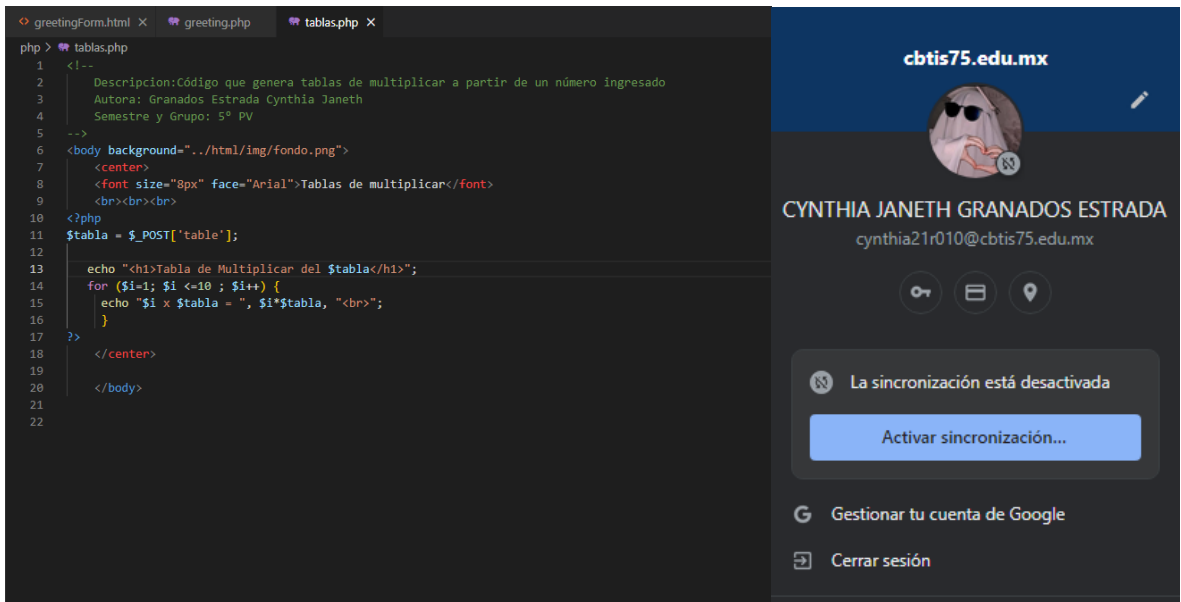 greetingForm.html
greeting.php
tablas.php
php > tablas.php
1 <!--
2 Descripcion:Código que genera tablas de multiplicar a partir de un número ingresado
3 Autora: Granados Estrada Cynthia Janeth
4 Semestre y Grupo: 5º PV
5 -->
6 <body background="../html/img/fondo.png">
7 <center>
8 <font size="8px" face="Arial">Tablas de multiplicar</font>
9 <br><br><br>
10 <?php
11 $tabla = $_POST['table'];
12
13 echo "<h1>Tabla de Multiplicar del $tabla</h1>";
14 for ($i=1; $i <=10 ; $i++) {
15 echo "$i x $tabla = ", $i*$tabla, "<br>";
16 }
17 ?>
18 </center>
19
20 </body>
21
22
cbtis75.edu.mx
CYNTHIA JANETH GRANADOS ESTRADA
cynthia21r010@cbtis75.edu.mx
La sincronización está desactivada
Activar sincronización...
G Gestionar tu cuenta de Google
Cerrar sesión